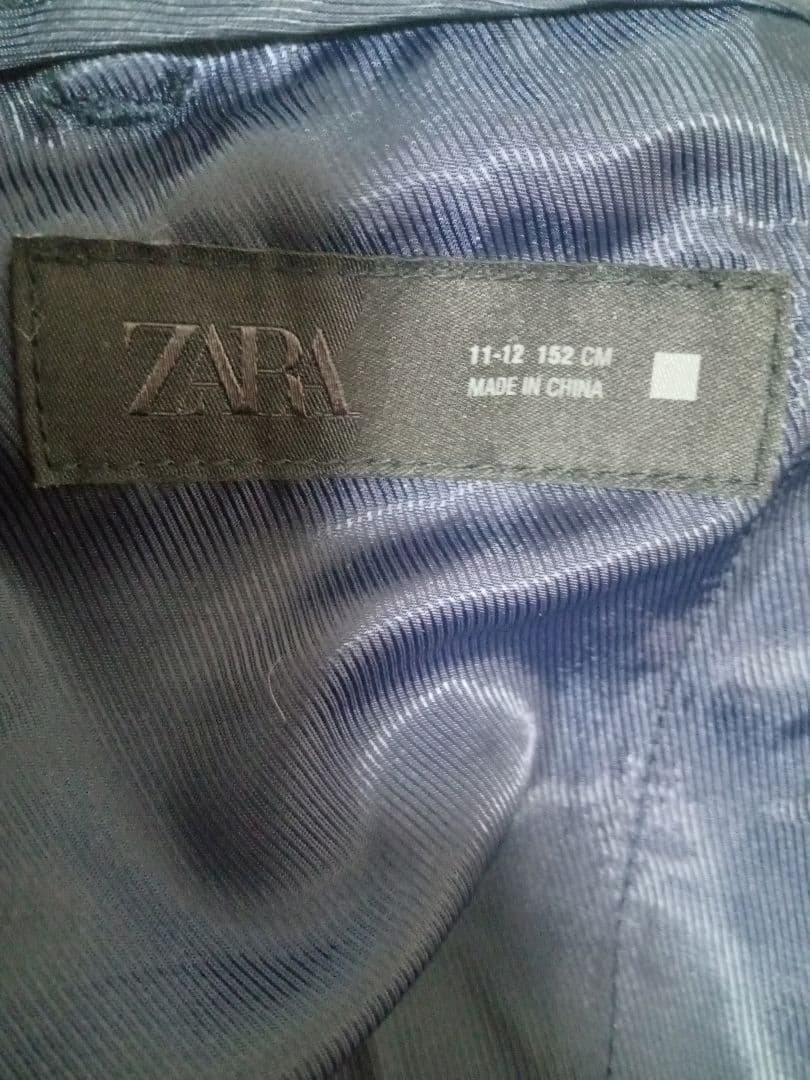 ZARA
11-12 152 CM
MADE IN CHINA